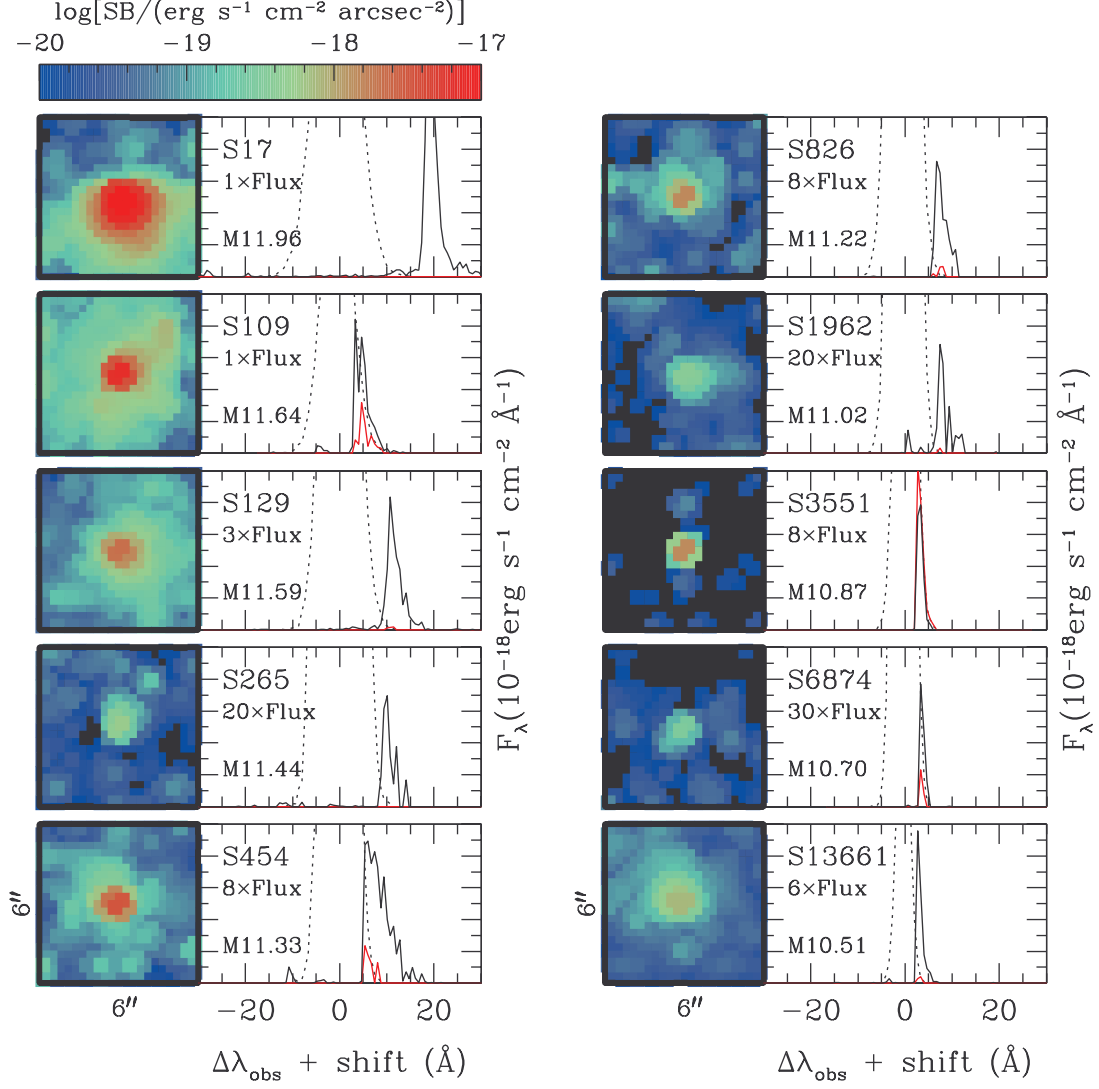 log[SB/(erg s⁻¹ cm⁻² arcsec⁻²)]
−20 −19 −18 −17
S17
1×Flux
M11.96
S109
1×Flux
M11.64
S129
3×Flux
M11.59
S265
20×Flux
M11.44
S454
8×Flux
M11.33
6″
6″
−20 0 20
Δλobs + shift (Å)
Fλ(10⁻¹⁸erg s⁻¹ cm⁻² Å⁻¹)
S826
8×Flux
M11.22
S1962
20×Flux
M11.02
S3551
8×Flux
M10.87
S6874
30×Flux
M10.70
S13661
6×Flux
M10.51
6″
6″
−20 0 20
Δλobs + shift (Å)
Fλ(10⁻¹⁸erg s⁻¹ cm⁻² Å⁻¹)